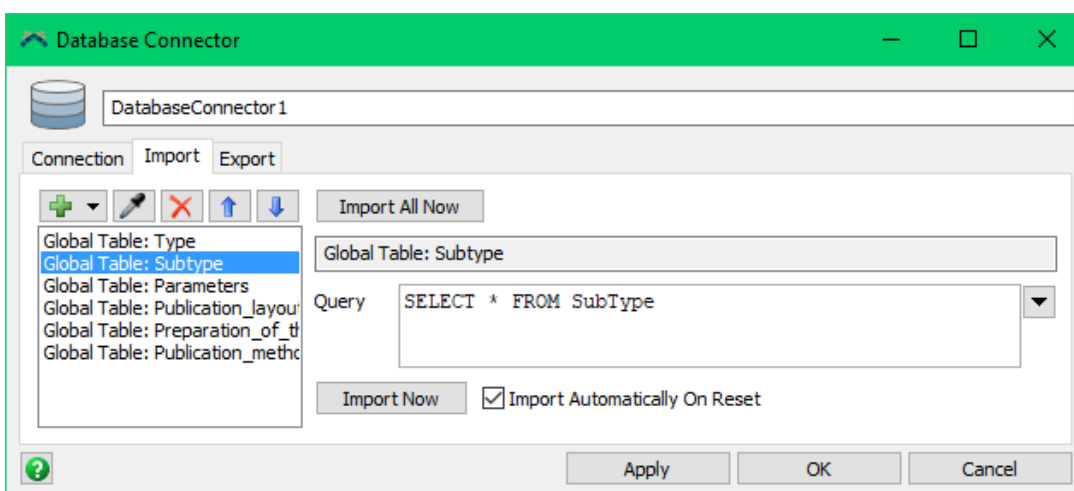 Database Connector
DatabaseConnector1
Connection Import Export
Import All Now
Global Table: Type
Global Table: Subtype
Global Table: Parameters
Global Table: Publication_layou
Global Table: Preparation_of_th
Global Table: Publication_metho
Global Table: Subtype
Query SELECT * FROM SubType
Import Now Import Automatically On Reset
? Apply OK Cancel